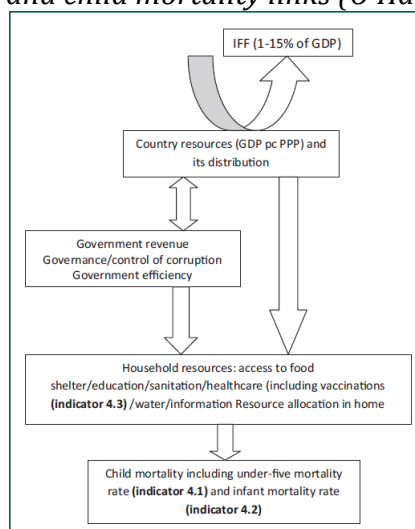 and child mortality links (O'Ha
IFF (1-15% of GDP)
Country resources (GDP pc PPP) and
its distribution
Government revenue
Governance/control of corruption
Government efficiency
Household resources: access to food
shelter/education/sanitation/healthcare (including vaccinations
(indicator 4.3) /water/information Resource allocation in home
Child mortality including under-five mortality
rate (indicator 4.1) and infant mortality rate
(indicator 4.2)